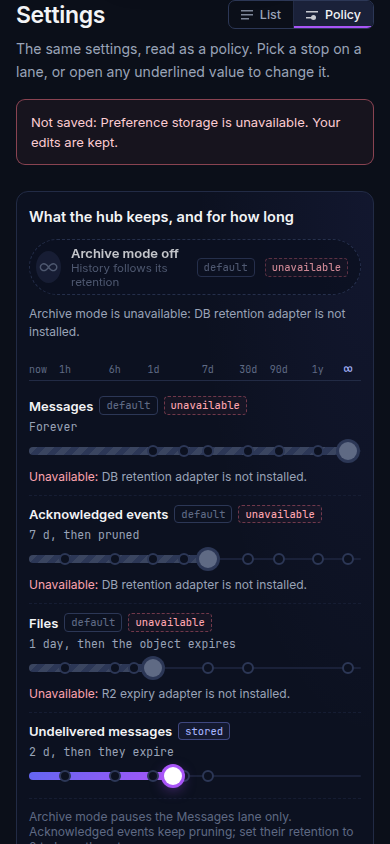 Settings
List
Policy
The same settings, read as a policy. Pick a stop on a
lane, or open any underlined value to change it.
Not saved: Preference storage is unavailable. Your
edits are kept.
What the hub keeps, and for how long
Archive mode off
History follows its
retention
default
unavailable
Archive mode is unavailable: DB retention adapter is not
installed.
now 1h 6h 1d 7d 30d 90d 1y ∞
Messages default unavailable
Forever
Unavailable: DB retention adapter is not installed.
Acknowledged events default unavailable
7 d, then pruned
Unavailable: DB retention adapter is not installed.
Files default unavailable
1 day, then the object expires
Unavailable: R2 expiry adapter is not installed.
Undelivered messages stored
2 d, then they expire
Archive mode pauses the Messages lane only.
Acknowledged events keep pruning; set their retention to